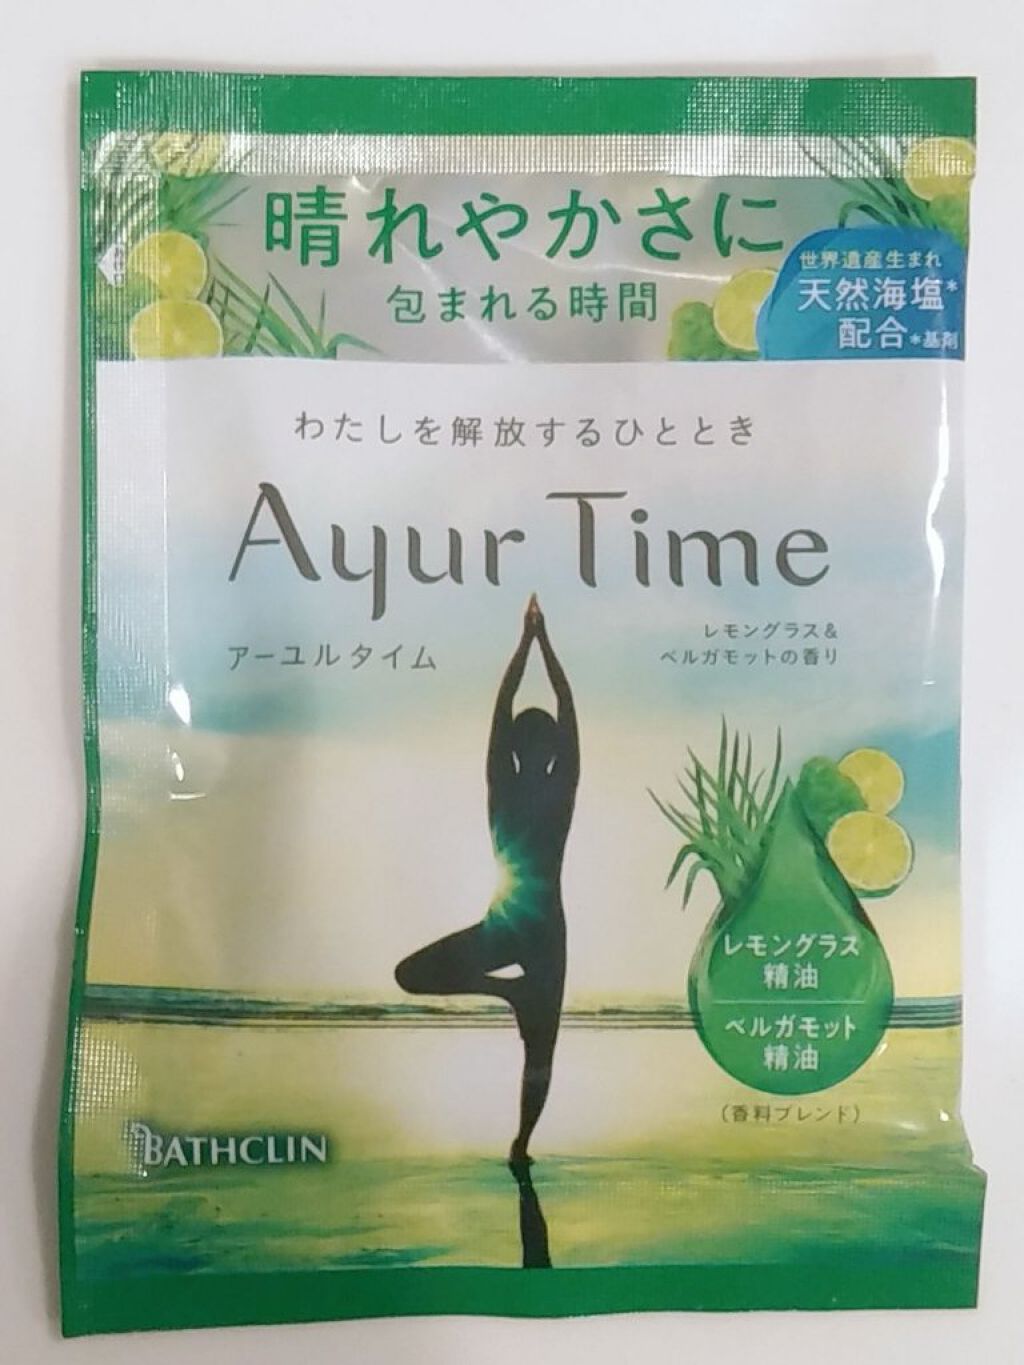 晴れやかさに
包まれる時間
世界遺産生まれ
天然海塩*
配合*基剤
わたしを解放するひととき
Ayur Time
アーユルタイム
レモングラス&
ベルガモットの香り
レモングラス
精油
ベルガモット
精油
(香料ブレンド)
BATHCLIN